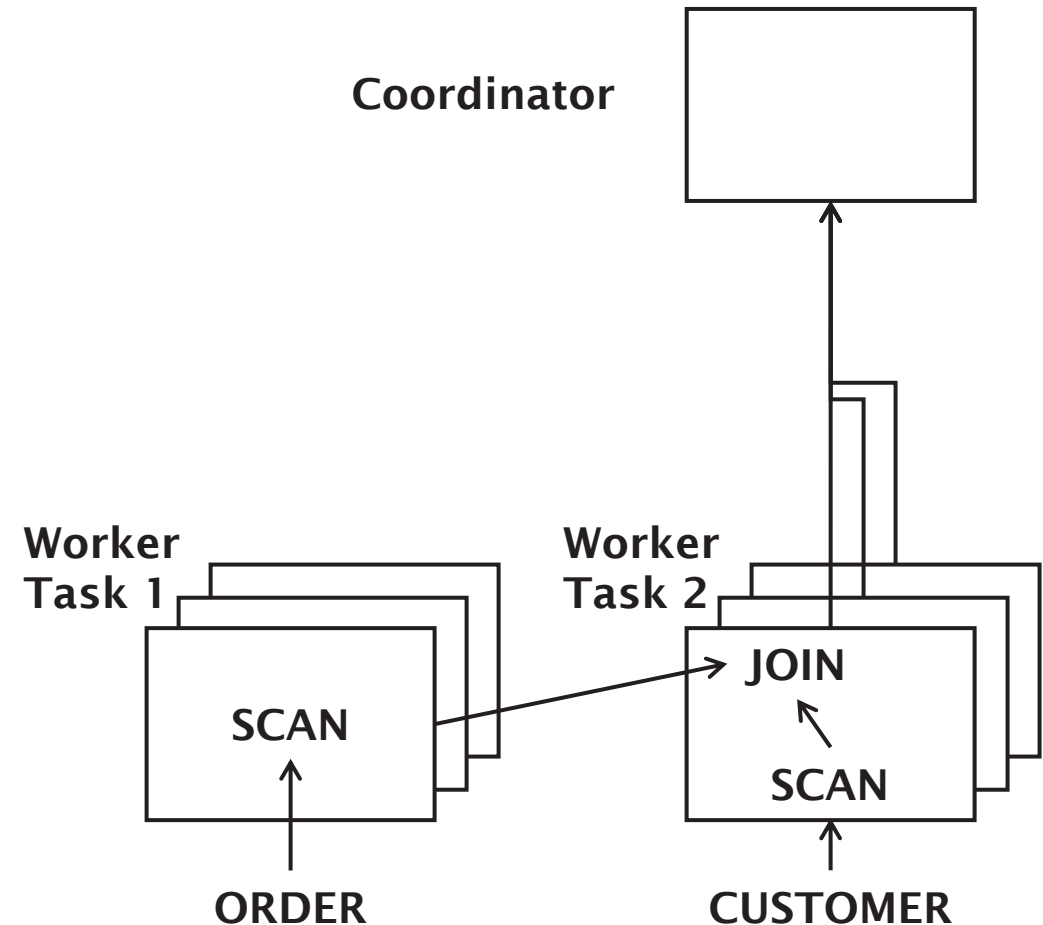 Coordinator
Worker
Task 1
Worker
Task 2
JOIN
SCAN
SCAN
ORDER
CUSTOMER